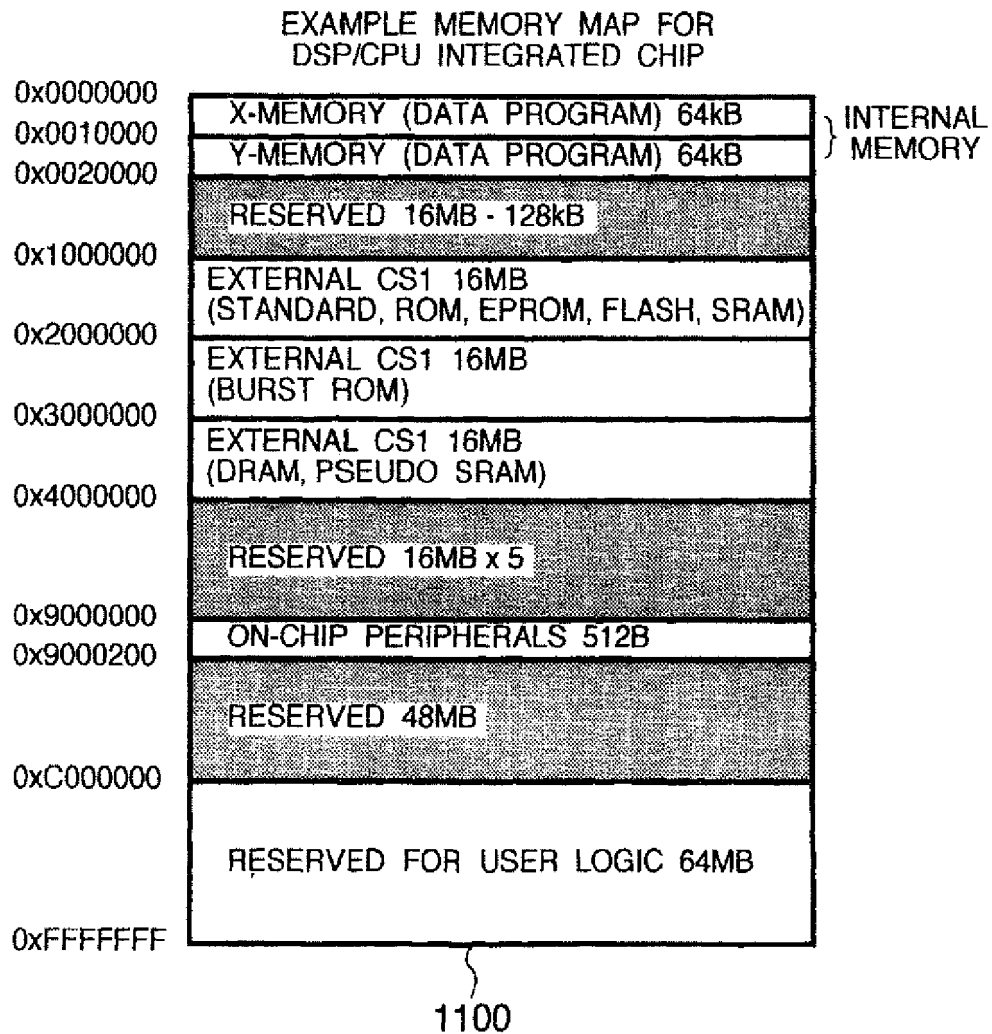 EXAMPLE MEMORY MAP FOR
DSP/CPU INTEGRATED CHIP
0x0000000
X-MEMORY (DATA PROGRAM) 64kB
0x0010000
Y-MEMORY (DATA PROGRAM) 64kB
INTERNAL
MEMORY
0x0020000
RESERVED 16MB - 128kB
0x1000000
EXTERNAL CS1 16MB
(STANDARD, ROM, EPROM, FLASH, SRAM)
0x2000000
EXTERNAL CS1 16MB
(BURST ROM)
0x3000000
EXTERNAL CS1 16MB
(DRAM, PSEUDO SRAM)
0x4000000
RESERVED 16MB x 5
0x9000000
ON-CHIP PERIPHERALS 512B
0x9000200
RESERVED 48MB
0xC000000
RESERVED FOR USER LOGIC 64MB
0xFFFFFFF
1100